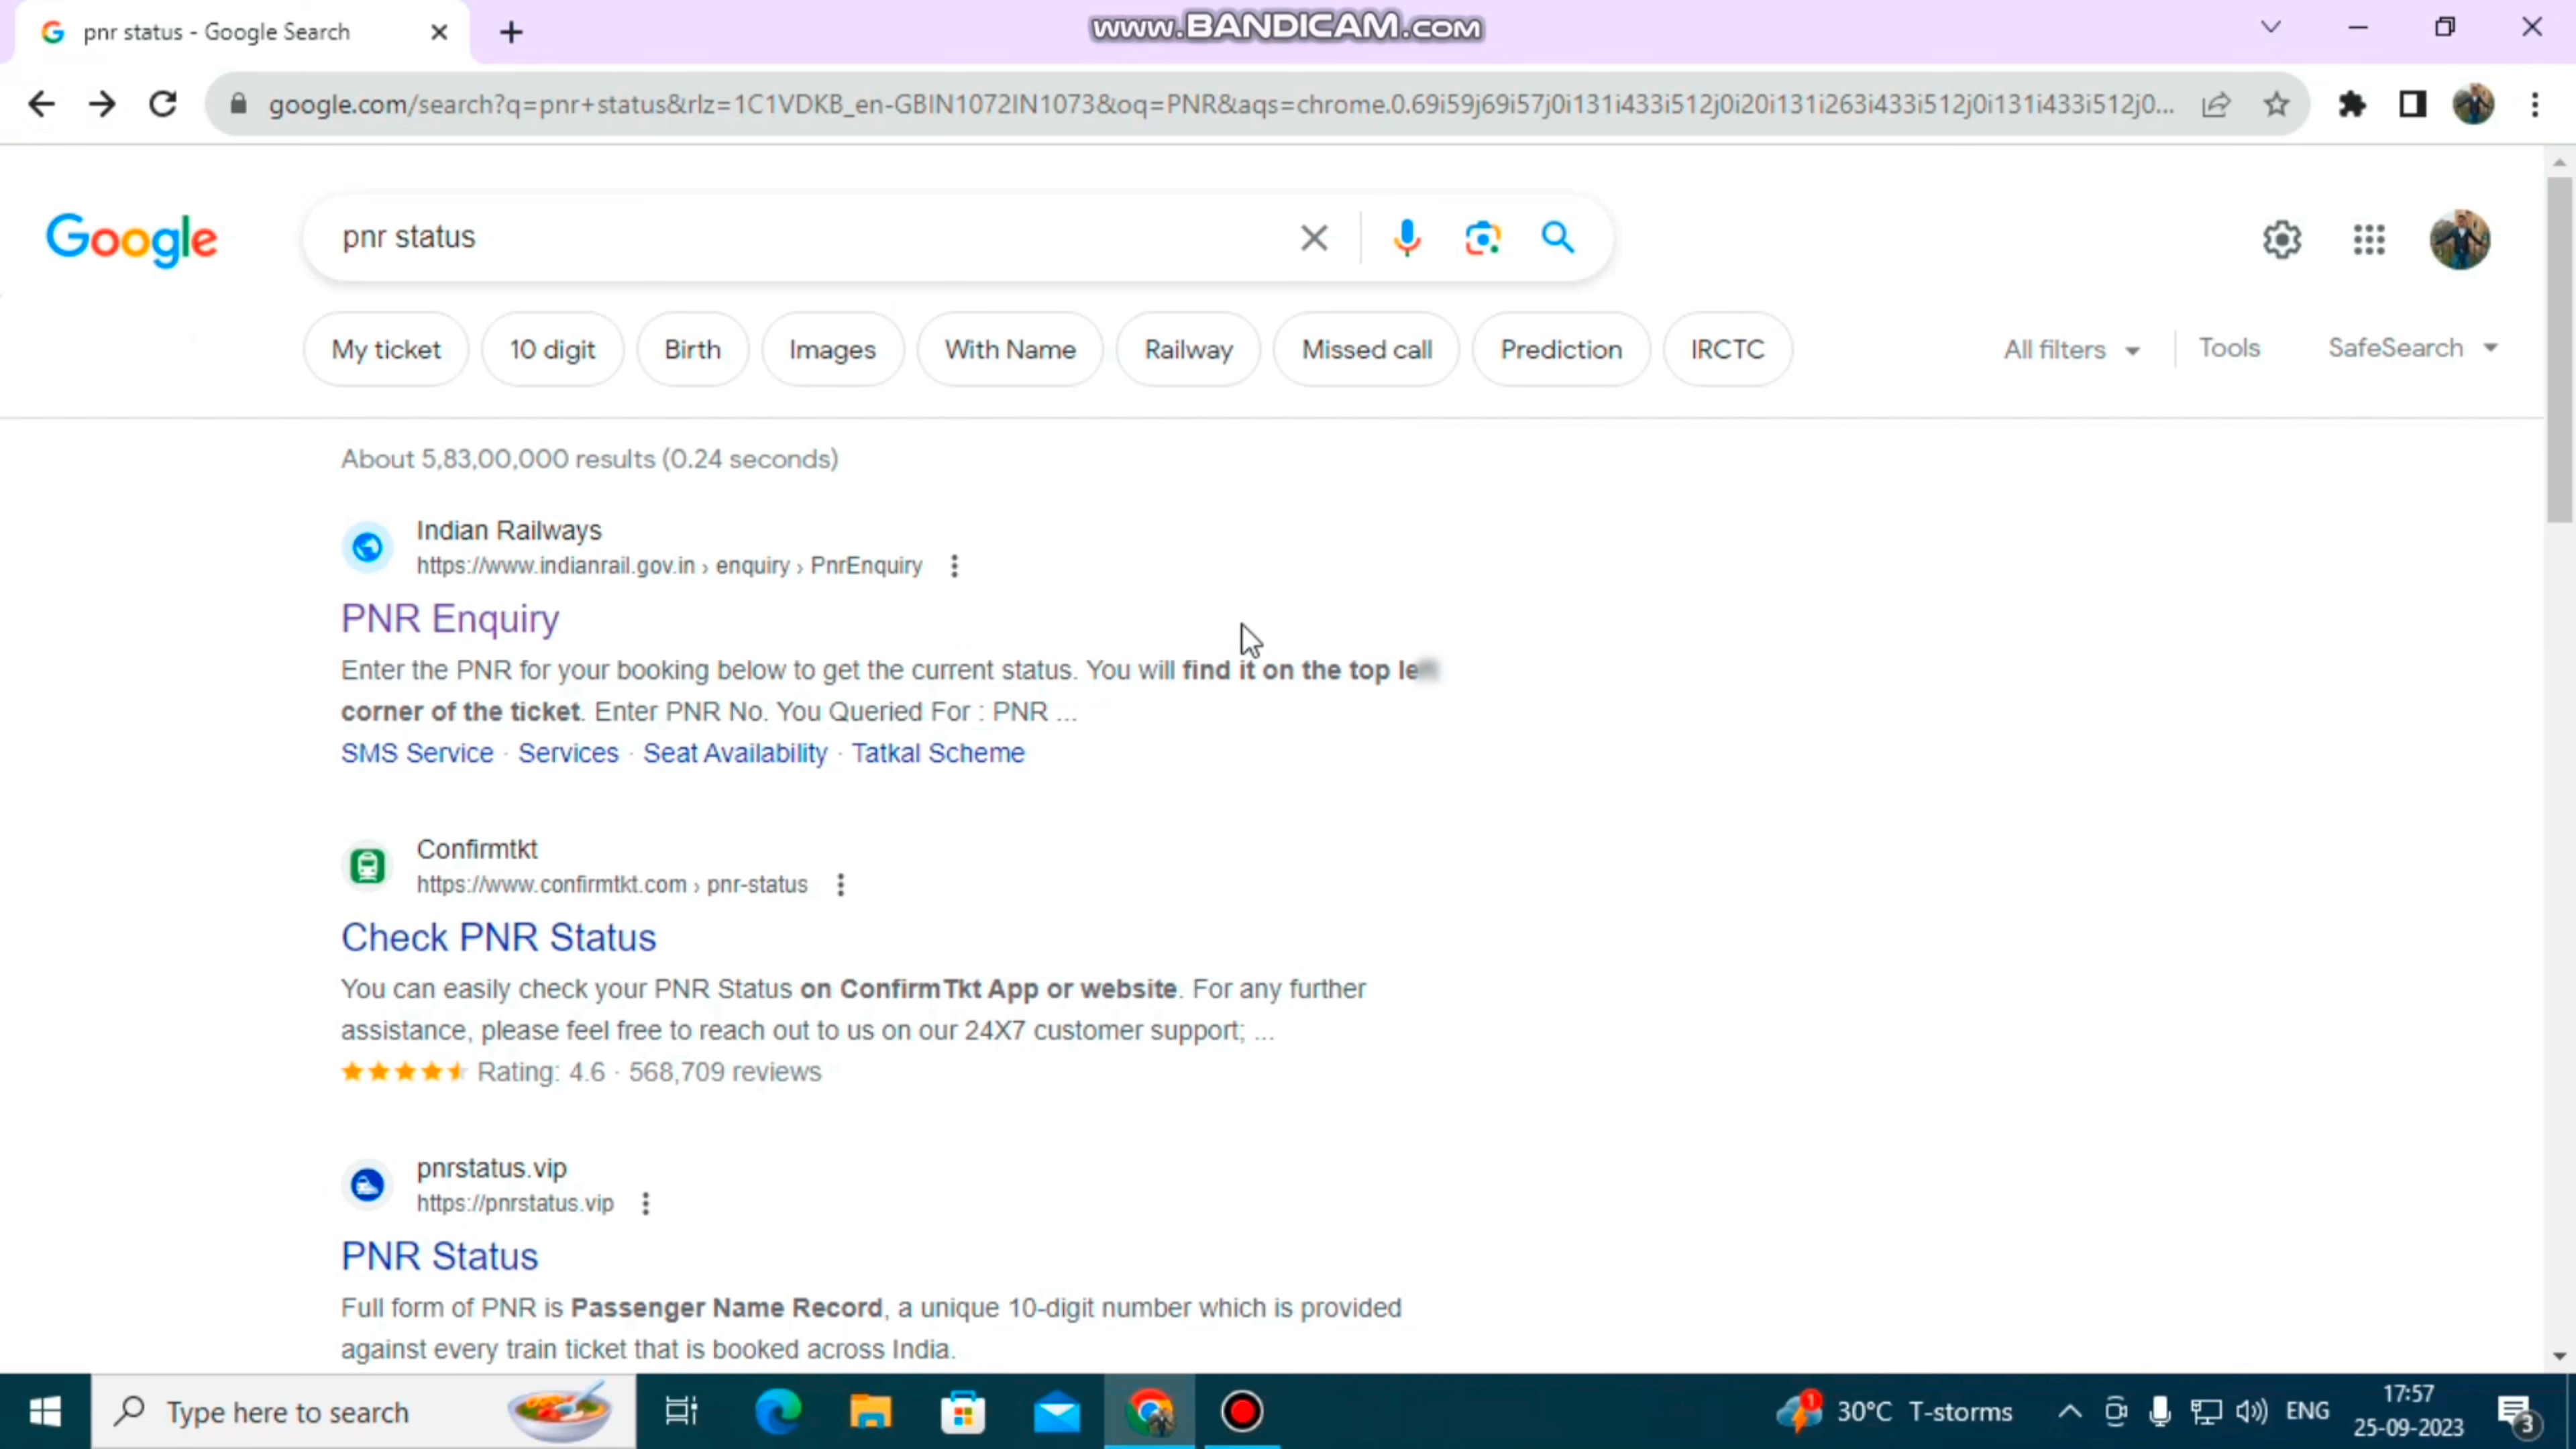 pnr status - Google Search
www.BANDICAM.com
google.com/search?q=pnr+status&rlz=1C1VDKB_en-GBIN1072IN1073&oq=PNR&aqs=chrome.0.69i59j69i57j0i131i433i512j0i20i131i263i433i512j0i131i433i512j0...
Google
pnr status
My ticket 10 digit Birth Images With Name Railway Missed call Prediction IRCTC All filters Tools SafeSearch
About 5,83,00,000 results (0.24 seconds)
Indian Railways
https://www.indianrail.gov.in › enquiry › PnrEnquiry
PNR Enquiry
Enter the PNR for your booking below to get the current status. You will find it on the top left
corner of the ticket. Enter PNR No. You Queried For : PNR ...
SMS Service · Services · Seat Availability · Tatkal Scheme
Confirmtkt
https://www.confirmtkt.com › pnr-status
Check PNR Status
You can easily check your PNR Status on ConfirmTkt App or website. For any further
assistance, please feel free to reach out to us on our 24X7 customer support; ...
Rating: 4.6 · 568,709 reviews
pnrstatus.vip
https://pnrstatus.vip
PNR Status
Full form of PNR is Passenger Name Record, a unique 10-digit number which is provided
against every train ticket that is booked across India.
Type here to search
1
30°C T-storms
ENG
17:57
25-09-2023
3